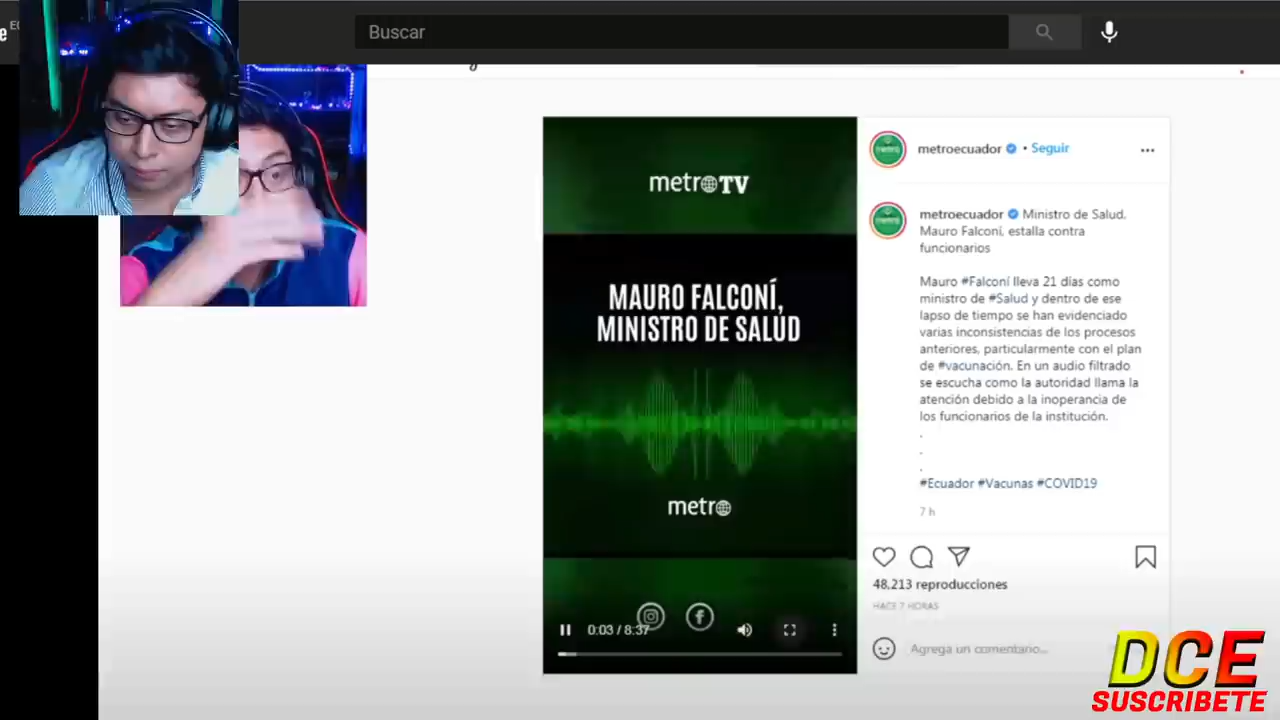 Buscar
metroTV
MAURO FALCONÍ,
MINISTRO DE SALUD
metro
0:03 / 8:37
metroecuador • Seguir
metroecuador Ministro de Salud,
Mauro Falconí, estalla contra
funcionarios
Mauro #Falconí lleva 21 días como
ministro de #Salud y dentro de ese
lapso de tiempo se han evidenciado
varias inconsistencias de los procesos
anteriores, particularmente con el plan
de #vacunación. En un audio filtrado
se escucha como la autoridad llama la
atención debido a la inoperancia de
los funcionarios de la institución.
.
.
.
#Ecuador #Vacunas #COVID19
7 h
48,213 reproducciones
HACE 7 HORAS
Agrega un comentario...
DCE
SUSCRIBETE